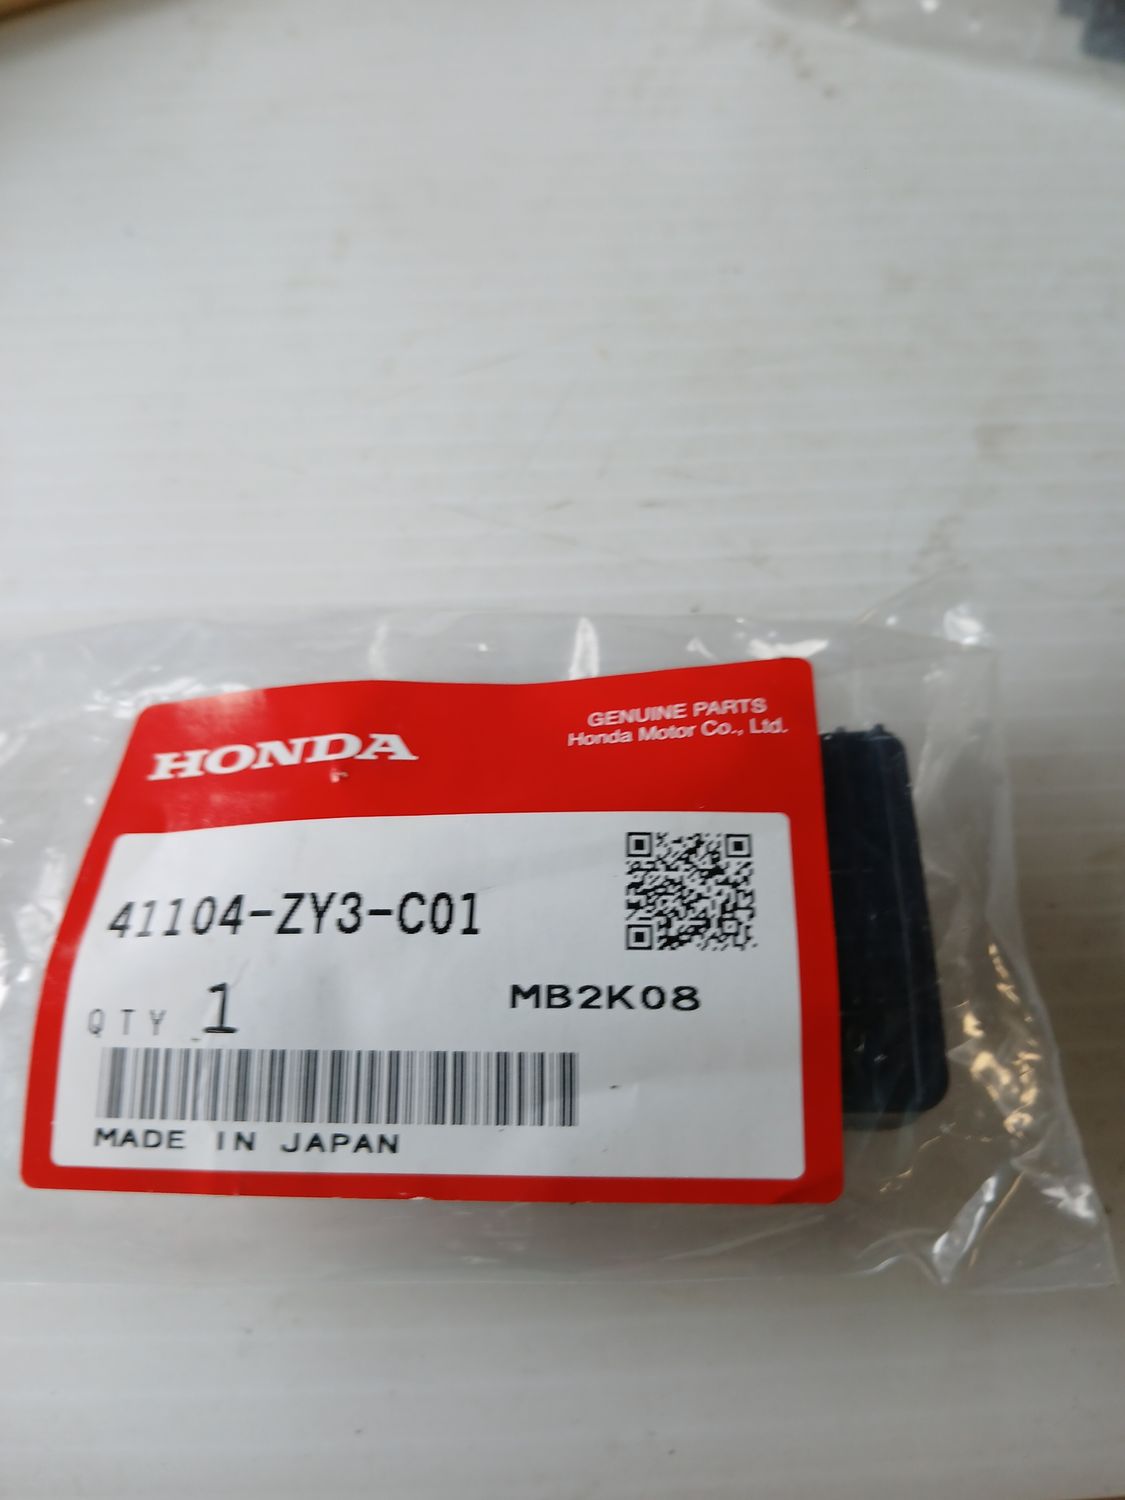 HONDA
GENUINE PARTS
Honda Motor Co., Ltd.
41104-ZY3-C01
QTY 1
MB2K08
MADE IN JAPAN